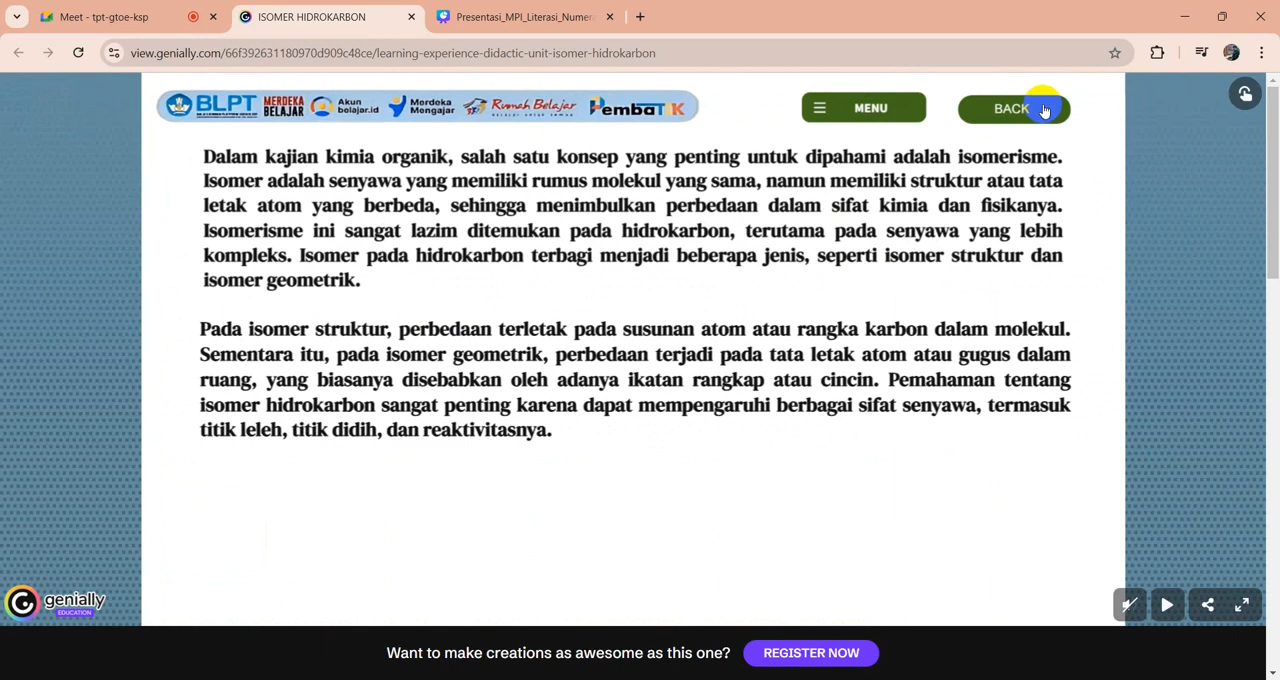 Meet - tpt-gtoe-ksp
ISOMER HIDROKARBON
Presentasi_MPI_Literasi_Numer
view.genially.com/66f392631180970d909c48ce/learning-experience-didactic-unit-isomer-hidrokarbon
BLPT MERDEKA BELAJAR Akun belajar.id Merdeka Mengajar Rumah Belajar PembaTIK
MENU
BACK
Dalam kajian kimia organik, salah satu konsep yang penting untuk dipahami adalah isomerisme.
Isomer adalah senyawa yang memiliki rumus molekul yang sama, namun memiliki struktur atau tata
letak atom yang berbeda, sehingga menimbulkan perbedaan dalam sifat kimia dan fisikanya.
Isomerisme ini sangat lazim ditemukan pada hidrokarbon, terutama pada senyawa yang lebih
kompleks. Isomer pada hidrokarbon terbagi menjadi beberapa jenis, seperti isomer struktur dan
isomer geometrik.
Pada isomer struktur, perbedaan terletak pada susunan atom atau rangka karbon dalam molekul.
Sementara itu, pada isomer geometrik, perbedaan terjadi pada tata letak atom atau gugus dalam
ruang, yang biasanya disebabkan oleh adanya ikatan rangkap atau cincin. Pemahaman tentang
isomer hidrokarbon sangat penting karena dapat mempengaruhi berbagai sifat senyawa, termasuk
titik leleh, titik didih, dan reaktivitasnya.
genially
EDUCATION
Want to make creations as awesome as this one?
REGISTER NOW